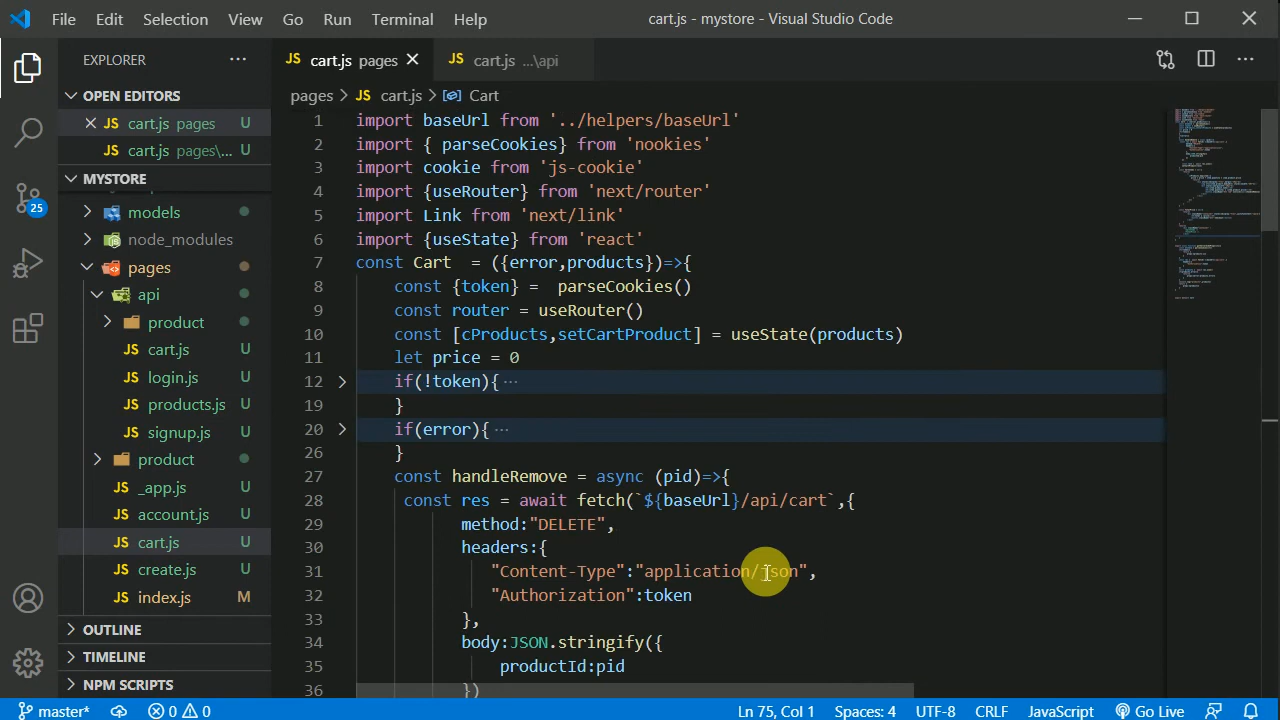 File Edit Selection View Go Run Terminal Help cart.js - mystore - Visual Studio Code
EXPLORER
OPEN EDITORS
JS cart.js pages U
JS cart.js pages\... U
MYSTORE
models
node_modules
pages
api
product
JS cart.js U
JS login.js U
JS products.js U
JS signup.js U
product
JS _app.js U
JS account.js U
JS cart.js U
JS create.js U
JS index.js M
OUTLINE
TIMELINE
NPM SCRIPTS
25
JS cart.js pages JS cart.js ...\api
pages > JS cart.js > Cart
1 import baseUrl from '../helpers/baseUrl'
2 import { parseCookies} from 'nookies'
3 import cookie from 'js-cookie'
4 import {useRouter} from 'next/router'
5 import Link from 'next/link'
6 import {useState} from 'react'
7 const Cart  = ({error,products})=>{
8 const {token} =  parseCookies()
9 const router = useRouter()
10 const [cProducts,setCartProduct] = useState(products)
11 let price = 0
12 if(!token){ ...
19 }
20 if(error){ ...
26 }
27 const handleRemove = async (pid)=>{
28 const res = await fetch(`${baseUrl}/api/cart`,{
29 method:"DELETE",
30 headers:{
31 "Content-Type":"application/json",
32 "Authorization":token
33 },
34 body:JSON.stringify({
35 productId:pid
36 })
master* 0 0 Ln 75, Col 1 Spaces: 4 UTF-8 CRLF JavaScript Go Live